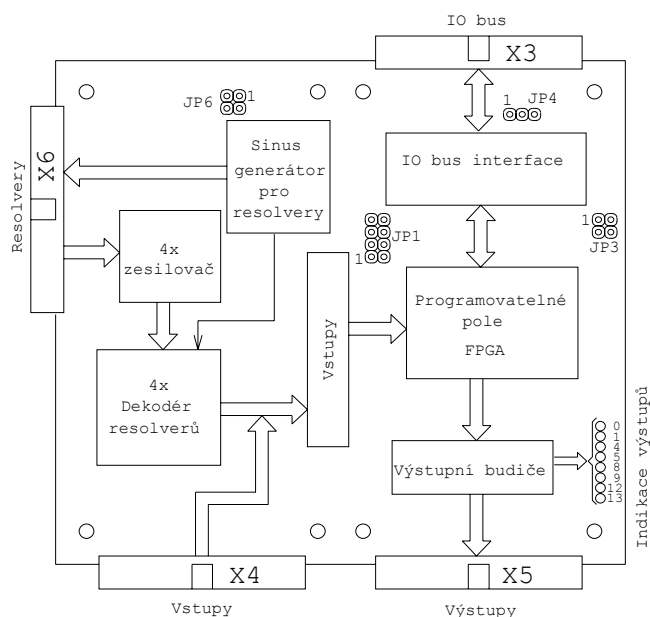 IO bus
X3
JP6
1
1
JP4
Resolvery
X6
Sinus
generátor
pro
resolvery
IO bus interface
4x
zesilovač
JP1
1
1
JP3
Vstupy
Programovatelné
pole
FPGA
4x
Dekodér
resolverů
Výstupní budiče
0
1
4
5
8
9
12
13
Indikace výstupů
X4
X5
Vstupy
Výstupy